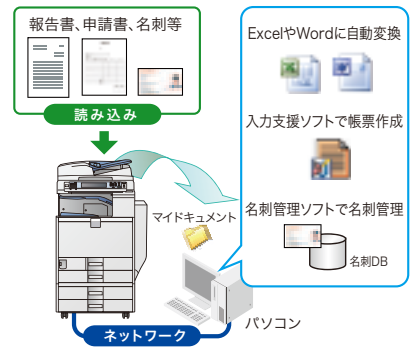 報告書、申請書、名刺等
読み込み
ExcelやWordに自動変換
入力支援ソフトで帳票作成
名刺管理ソフトで名刺管理
名刺DB
マイドキュメント
パソコン
ネットワーク